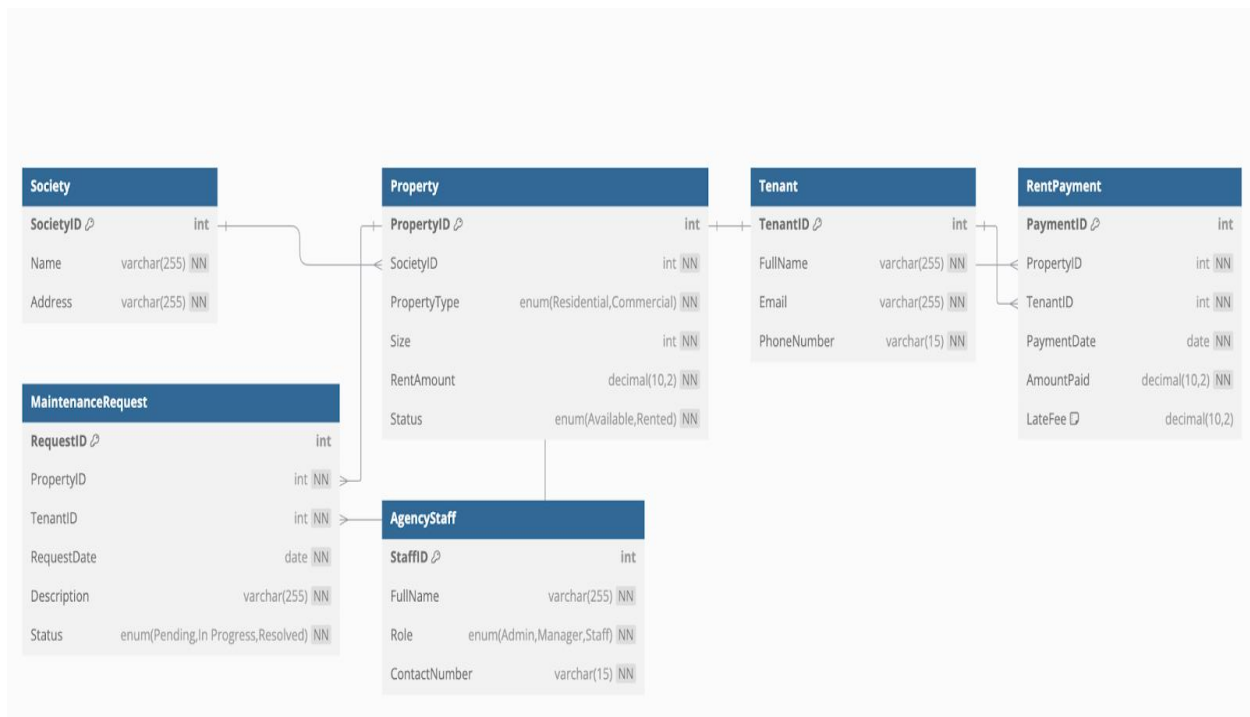 Society
SocietyID int
Name varchar(255) NN
Address varchar(255) NN
Property
PropertyID int
SocietyID int NN
PropertyType enum(Residential,Commercial) NN
Size int NN
RentAmount decimal(10,2) NN
Status enum(Available,Rented) NN
Tenant
TenantID int
FullName varchar(255) NN
Email varchar(255) NN
PhoneNumber varchar(15) NN
RentPayment
PaymentID int
PropertyID int NN
TenantID int NN
PaymentDate date NN
AmountPaid decimal(10,2) NN
LateFee decimal(10,2)
MaintenanceRequest
RequestID int
PropertyID int NN
TenantID int NN
RequestDate date NN
Description varchar(255) NN
Status enum(Pending,In Progress,Resolved) NN
AgencyStaff
StaffID int
FullName varchar(255) NN
Role enum(Admin,Manager,Staff) NN
ContactNumber varchar(15) NN